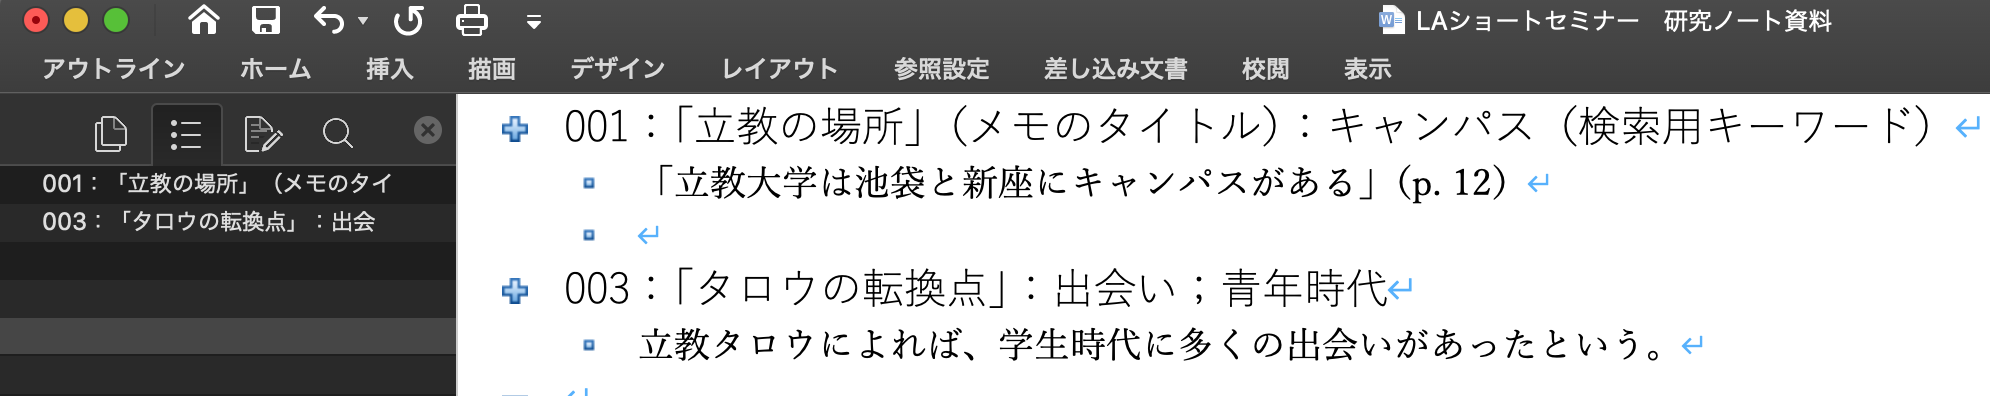 LAショートセミナー　研究ノート資料
アウトライン ホーム 挿入 描画 デザイン レイアウト 参照設定 差し込み文書 校閲 表示
001：「立教の場所」（メモのタイ
003：「タロウの転換点」：出会
001：「立教の場所」（メモのタイトル）：キャンパス（検索用キーワード）
「立教大学は池袋と新座にキャンパスがある」（p. 12）
003：「タロウの転換点」：出会い；青年時代
立教タロウによれば、学生時代に多くの出会いがあったという。